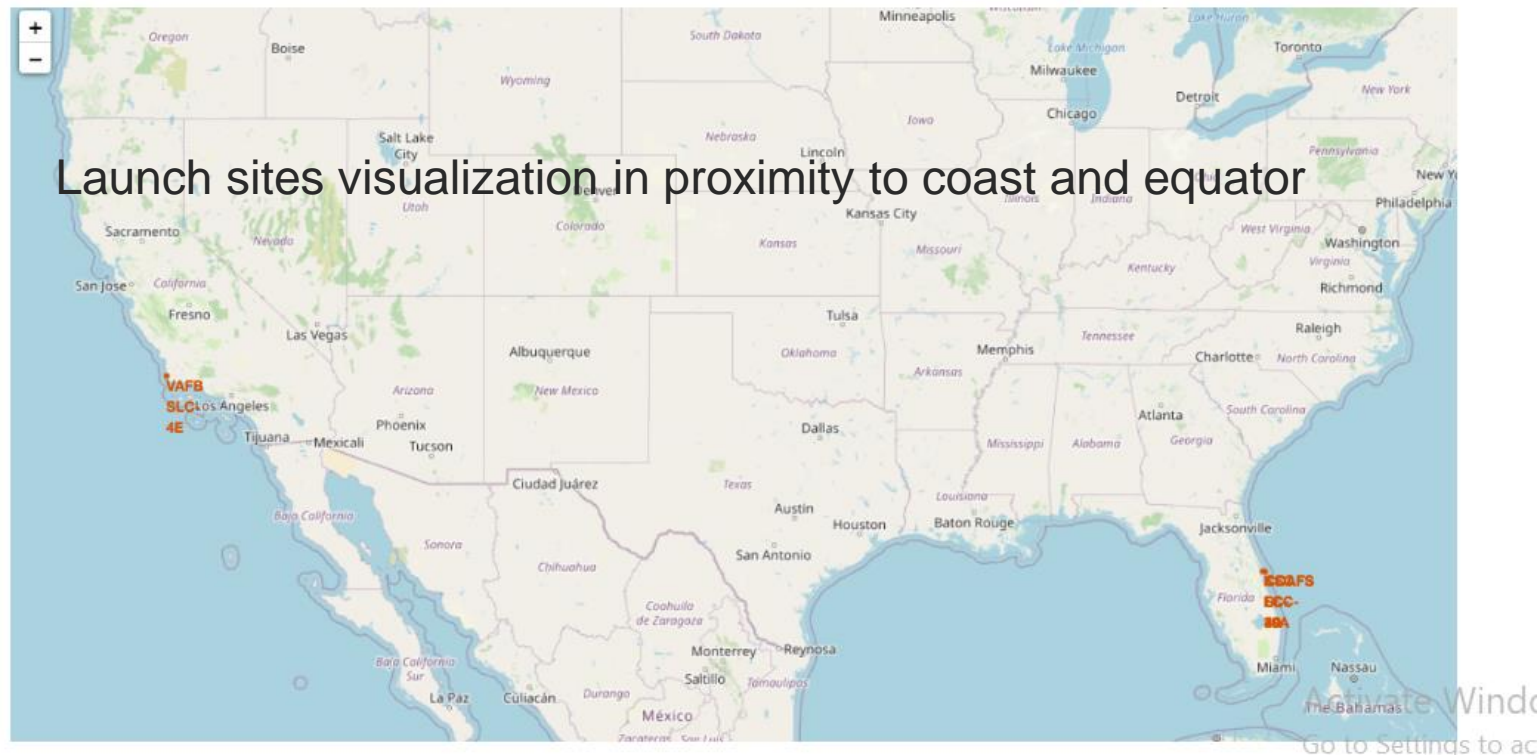 +
−
Oregon
Boise
South Dakota
Minneapolis
Lake Huron
Toronto
Wyoming
Lake Michigan
Milwaukee
Detroit
New York
Chicago
Iowa
Salt Lake
City
Nebraska
Lincoln
Pennsylvania
Launch sites visualization in proximity to coast and equator
Utah
Illinois
Indiana
Philadelphia
Sacramento
Nevada
Colorado
Kansas City
Kansas
Missouri
West Virginia
Washington
Virginia
San Jose
California
Kentucky
Richmond
Fresno
Las Vegas
Tulsa
Raleigh
Albuquerque
Oklahoma
Memphis
Tennessee
Charlotte
North Carolina
VAFB
SLC-
4E
Los Angeles
Arizona
New Mexico
Arkansas
Phoenix
Atlanta
South Carolina
Tijuana
Mexicali
Tucson
Dallas
Mississippi
Alabama
Georgia
Ciudad Juárez
Texas
Louisiana
Baja California
Austin
Houston
Baton Rouge
Jacksonville
Sonora
San Antonio
Chihuahua
Florida
Coahuila
de Zaragoza
Monterrey
Reynosa
Miami
Nassau
Baja California
Sur
Saltillo
Tamaulipas
La Paz
Culiacán
Durango
The Bahamas
México
Activate Windo
Zacatecas
San Luis
Go to Settings to ac